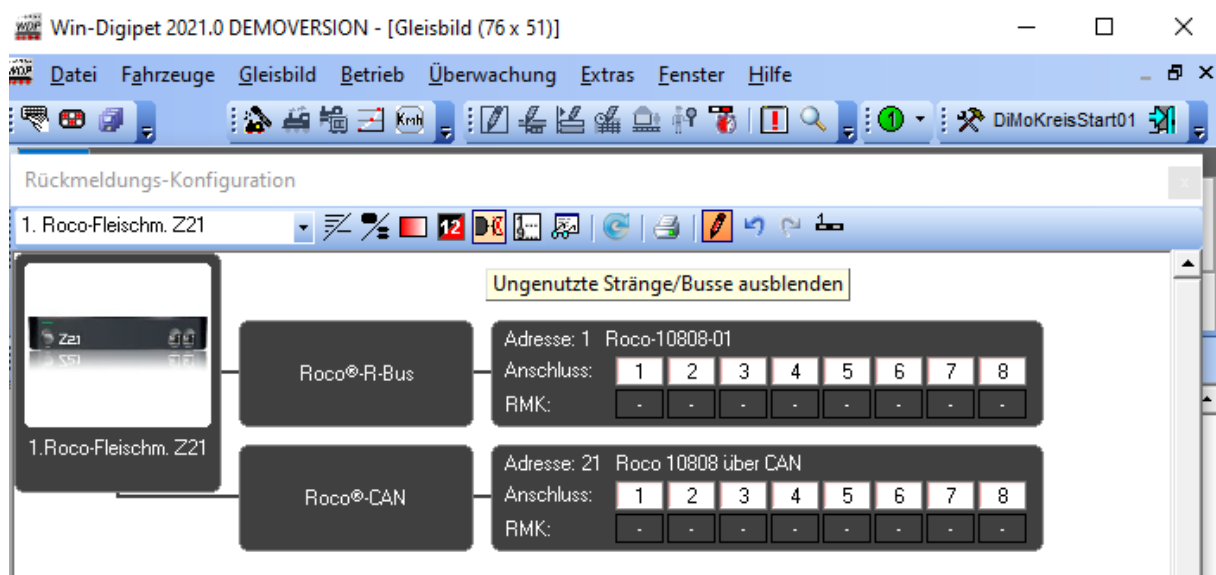 Win-Digipet 2021.0 DEMOVERSION - [Gleisbild (76 x 51)]
Datei Fahrzeuge Gleisbild Betrieb Überwachung Extras Fenster Hilfe
Kmh 1 DiMoKreisStart01
Rückmeldungs-Konfiguration
1. Roco-Fleischm. Z21 12
Ungenutzte Stränge/Busse ausblenden
Z21
1.Roco-Fleischm. Z21
Roco®-R-Bus
Adresse: 1 Roco-10808-01
Anschluss: 1 2 3 4 5 6 7 8
RMK: - - - - - - - -
Roco®-CAN
Adresse: 21 Roco 10808 über CAN
Anschluss: 1 2 3 4 5 6 7 8
RMK: - - - - - - - -